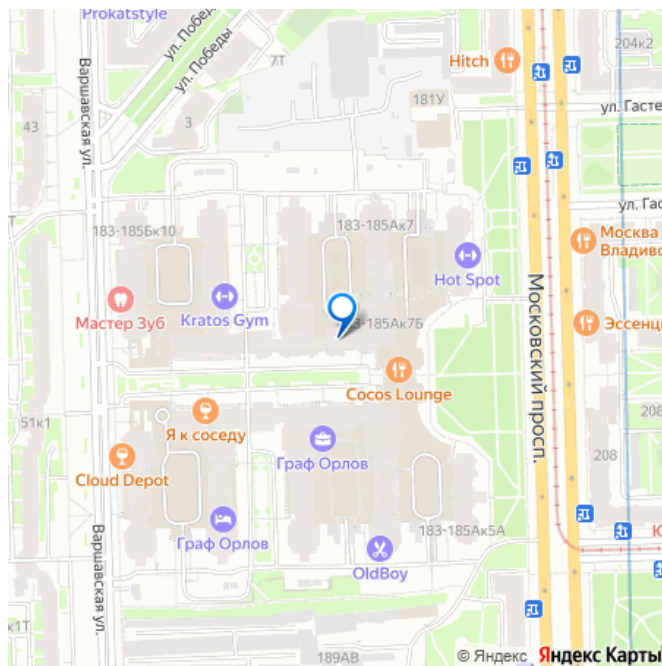 Prokatstyle
ул. Победы
ул. Победы
7Т
Hitch
204к2
181У
ул. Гасте
Варшавская ул.
43
3
183-185Бк10
183-185Ак7
ул. Гас
Москва
Владиво
Hot Spot
Мастер Зуб
Kratos Gym
183-185Ак7Б
Московский просп.
Эссенци
Cocos Lounge
51к1
Я к соседу
Граф Орлов
208
Cloud Depot
Граф Орлов
183-185Ак5А
Варшавская ул.
OldBoy
к1Т
189АВ
© Яндекс Яндекс Карты